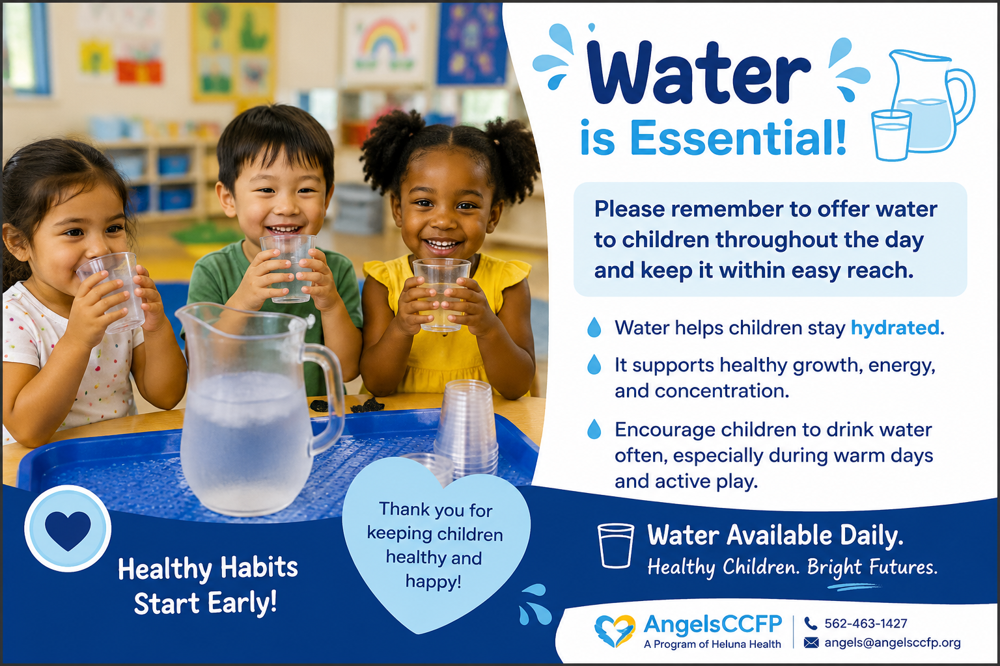 Water
is Essential!
Please remember to offer water
to children throughout the day
and keep it within easy reach.
Water helps children stay hydrated.
It supports healthy growth, energy,
and concentration.
Encourage children to drink water
often, especially during warm days
and active play.
Thank you for
keeping children
healthy and
happy!
Healthy Habits
Start Early!
Water Available Daily.
Healthy Children. Bright Futures.
AngelsCCFP
A Program of Heluna Health
562-463-1427
angels@angelsccfp.org